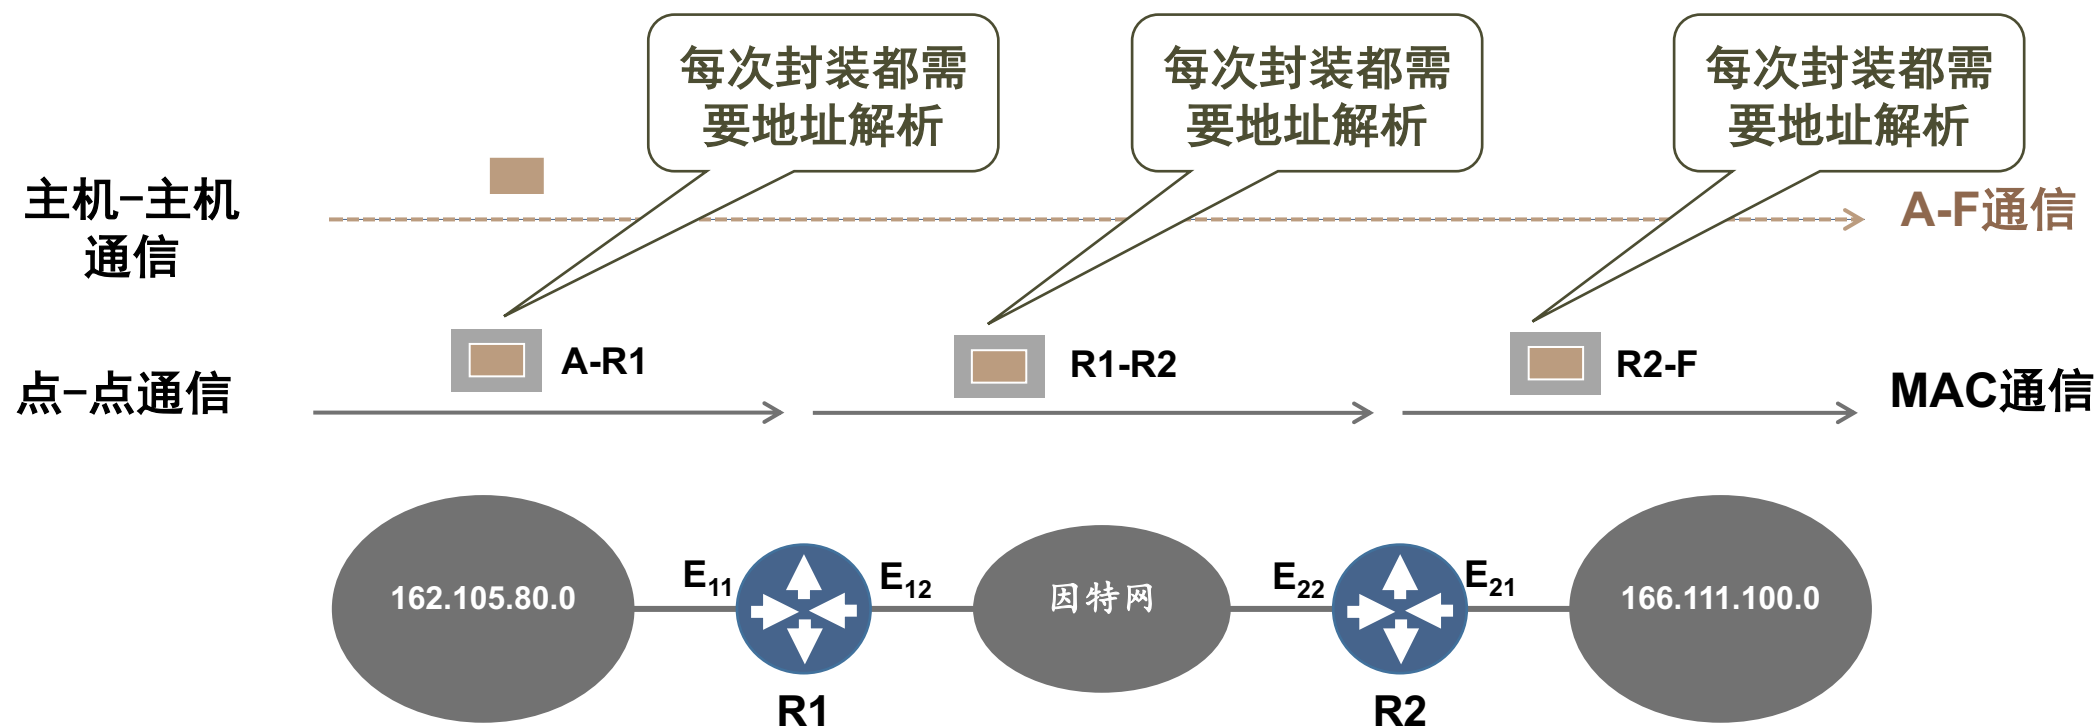 每次封装都需
要地址解析
每次封装都需
要地址解析
每次封装都需
要地址解析
主机-主机
通信
A-F通信
A-R1
R1-R2
R2-F
点-点通信
MAC通信
162.105.80.0
E11
E12
因特网
E22
E21
166.111.100.0
R1
R2